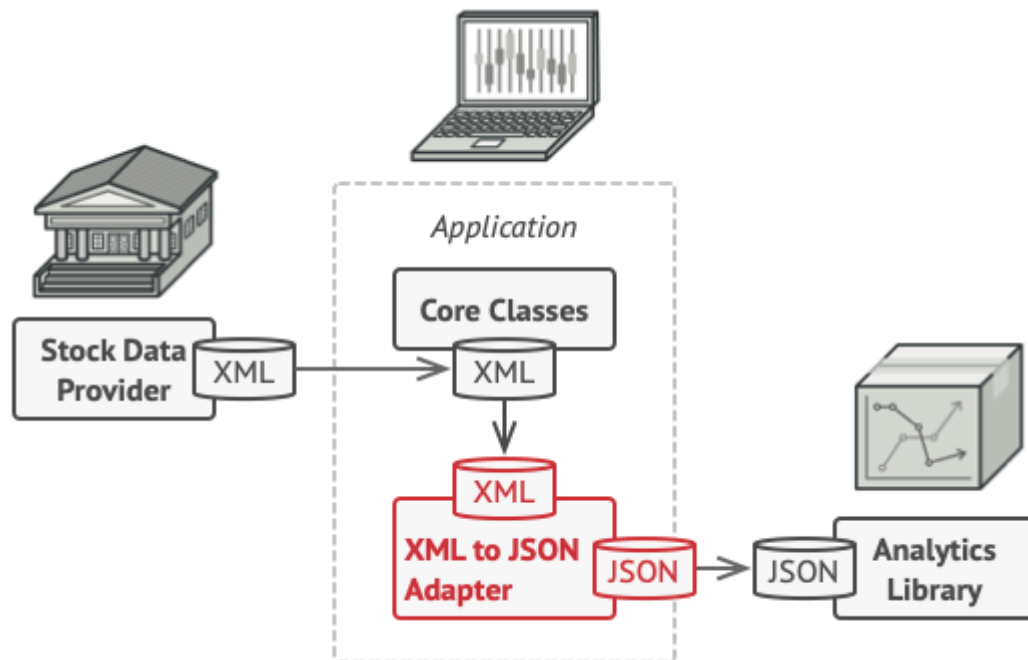 Application
Core Classes
XML
Stock Data
Provider
XML
XML
XML to JSON
Adapter
JSON
JSON
Analytics
Library